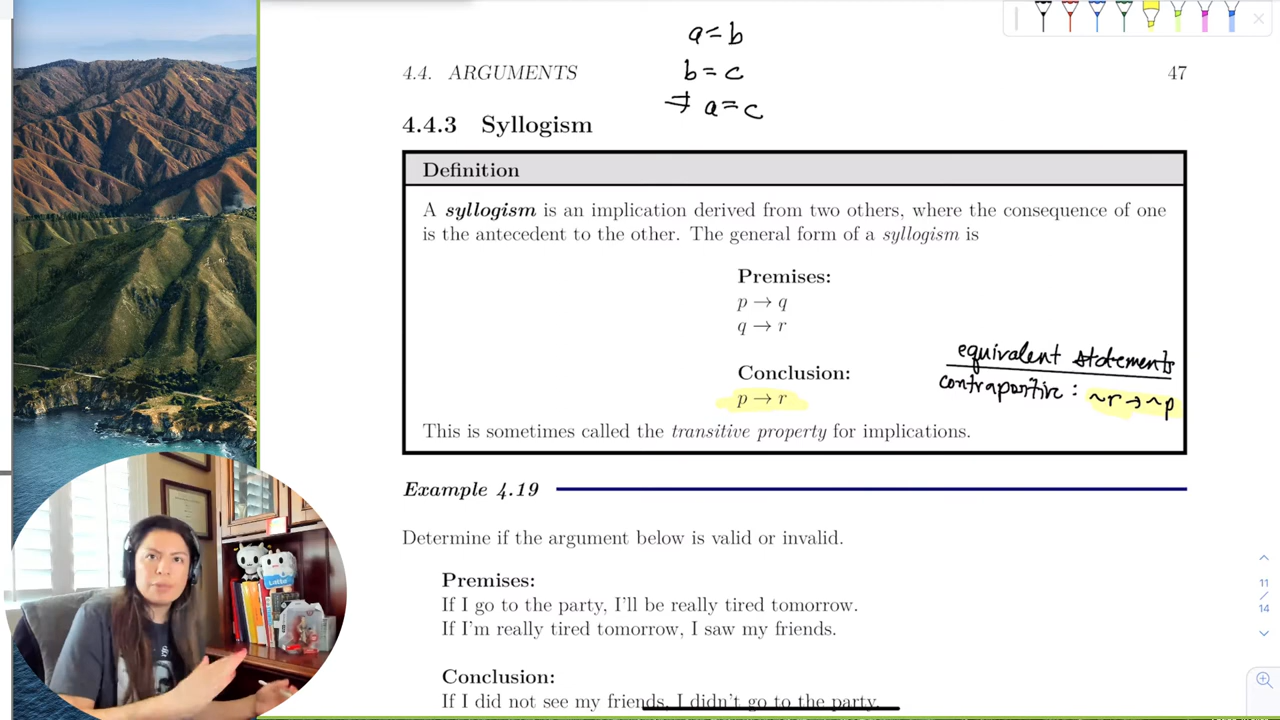 a = b
4.4. ARGUMENTS b = c 47
⇒ a = c
4.4.3 Syllogism
Definition
A syllogism is an implication derived from two others, where the consequence of one
is the antecedent to the other. The general form of a syllogism is
Premises:
p → q
q → r
equivalent statements
Conclusion:
contrapositive : ~r → ~p
p → r
This is sometimes called the transitive property for implications.
Example 4.19
Determine if the argument below is valid or invalid.
Premises:
If I go to the party, I'll be really tired tomorrow.
If I'm really tired tomorrow, I saw my friends.
Conclusion:
If I did not see my friends, I didn't go to the party.
11
/
14
Latte